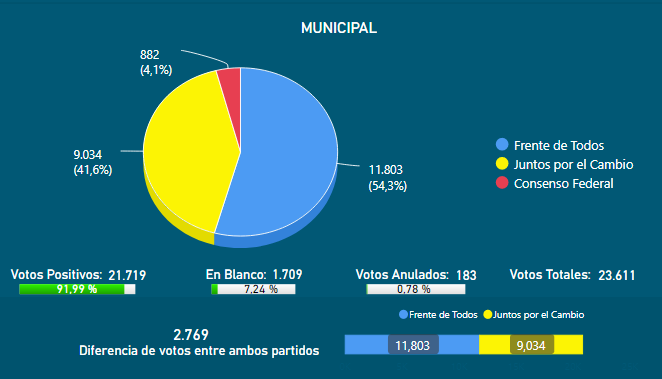 MUNICIPAL
882
(4,1%)
9.034
(41,6%)
11.803
(54,3%)
Frente de Todos
Juntos por el Cambio
Consenso Federal
Votos Positivos: 21.719
91,99 %
En Blanco: 1.709
7,24 %
Votos Anulados: 183
0,78 %
Votos Totales: 23.611
2.769
Diferencia de votos entre ambos partidos
Frente de Todos Juntos por el Cambio
11,803 9,034